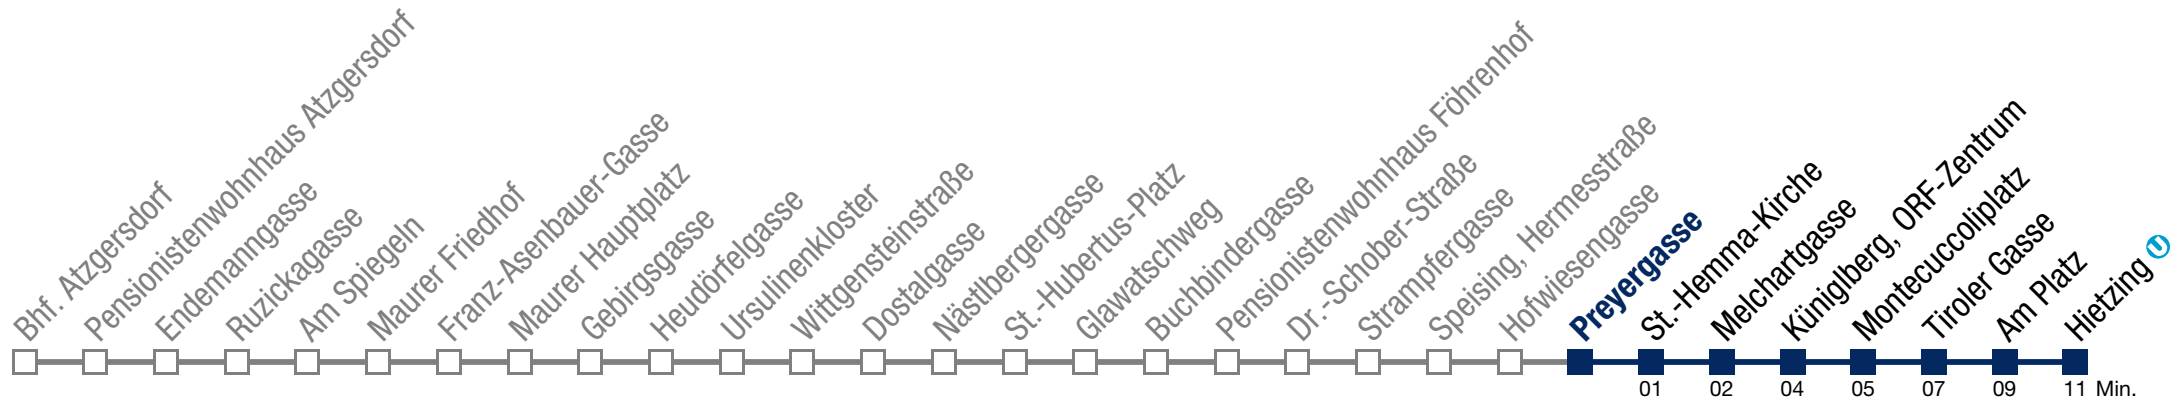 Bhf. Atzgersdorf
Pensionistenwohnhaus Atzgersdorf
Endemanngasse
Ruzickagasse
Am Spiegeln
Maurer Friedhof
Franz-Asenbauer-Gasse
Maurer Hauptplatz
Gebirgsgasse
Heudörfelgasse
Ursulinenkloster
Wittgensteinstraße
Dostalgasse
Nästlbergergasse
St.-Hubertus-Platz
Glawatschweg
Buchbindergasse
Pensionistenwohnhaus Föhrenhof
Dr.-Schober-Straße
Strampfergasse
Speising, Hermesstraße
Hofwiesengasse
Preyergasse
St.-Hemma-Kirche
Melchartgasse
Küniglberg, ORF-Zentrum
Montecuccoliplatz
Tiroler Gasse
Am Platz
Hietzing U
01 02 04 05 07 09 11 Min.